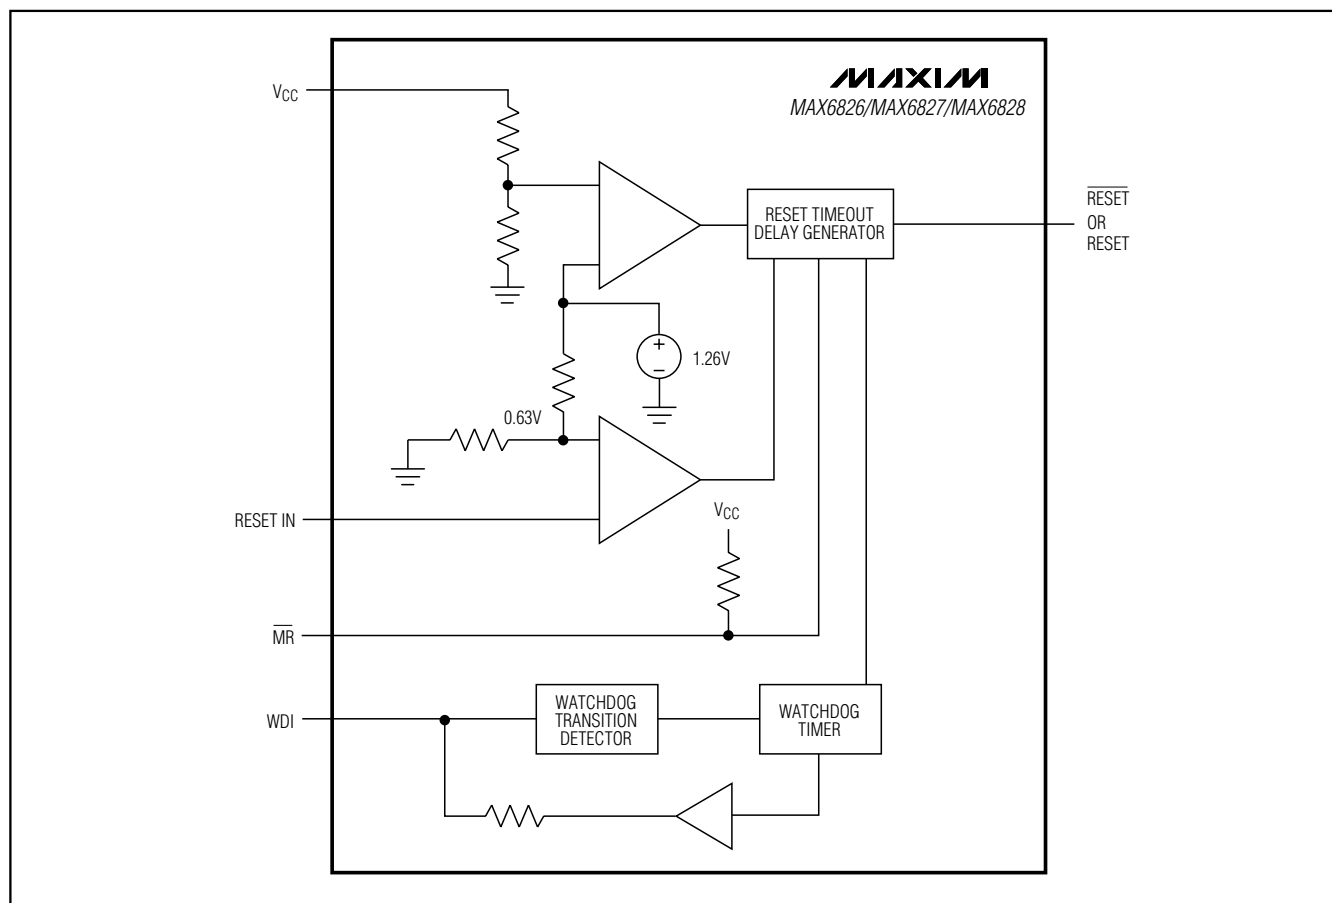 MAXIM
MAX6826/MAX6827/MAX6828
VCC
RESET TIMEOUT
DELAY GENERATOR
RESET
OR
RESET
+
−
1.26V
0.63V
RESET IN
VCC
MR
WDI
WATCHDOG
TRANSITION
DETECTOR
WATCHDOG
TIMER